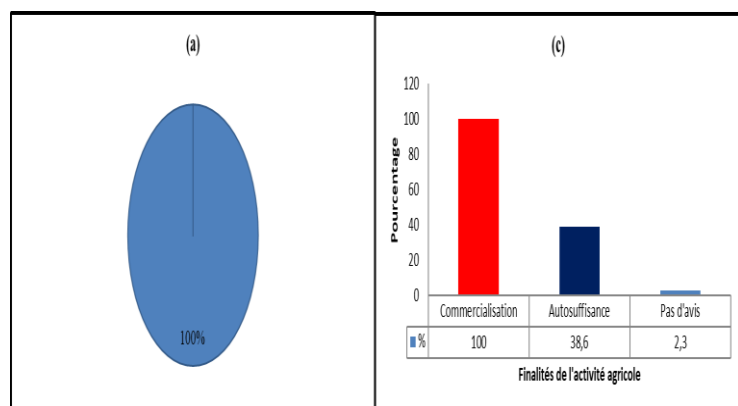 (a)
100%
(c)
Pourcentage
120
100
80
60
40
20
0
Commercialisation Autosuffisance Pas d'avis
% 100 38,6 2,3
Finalités de l'activité agricole